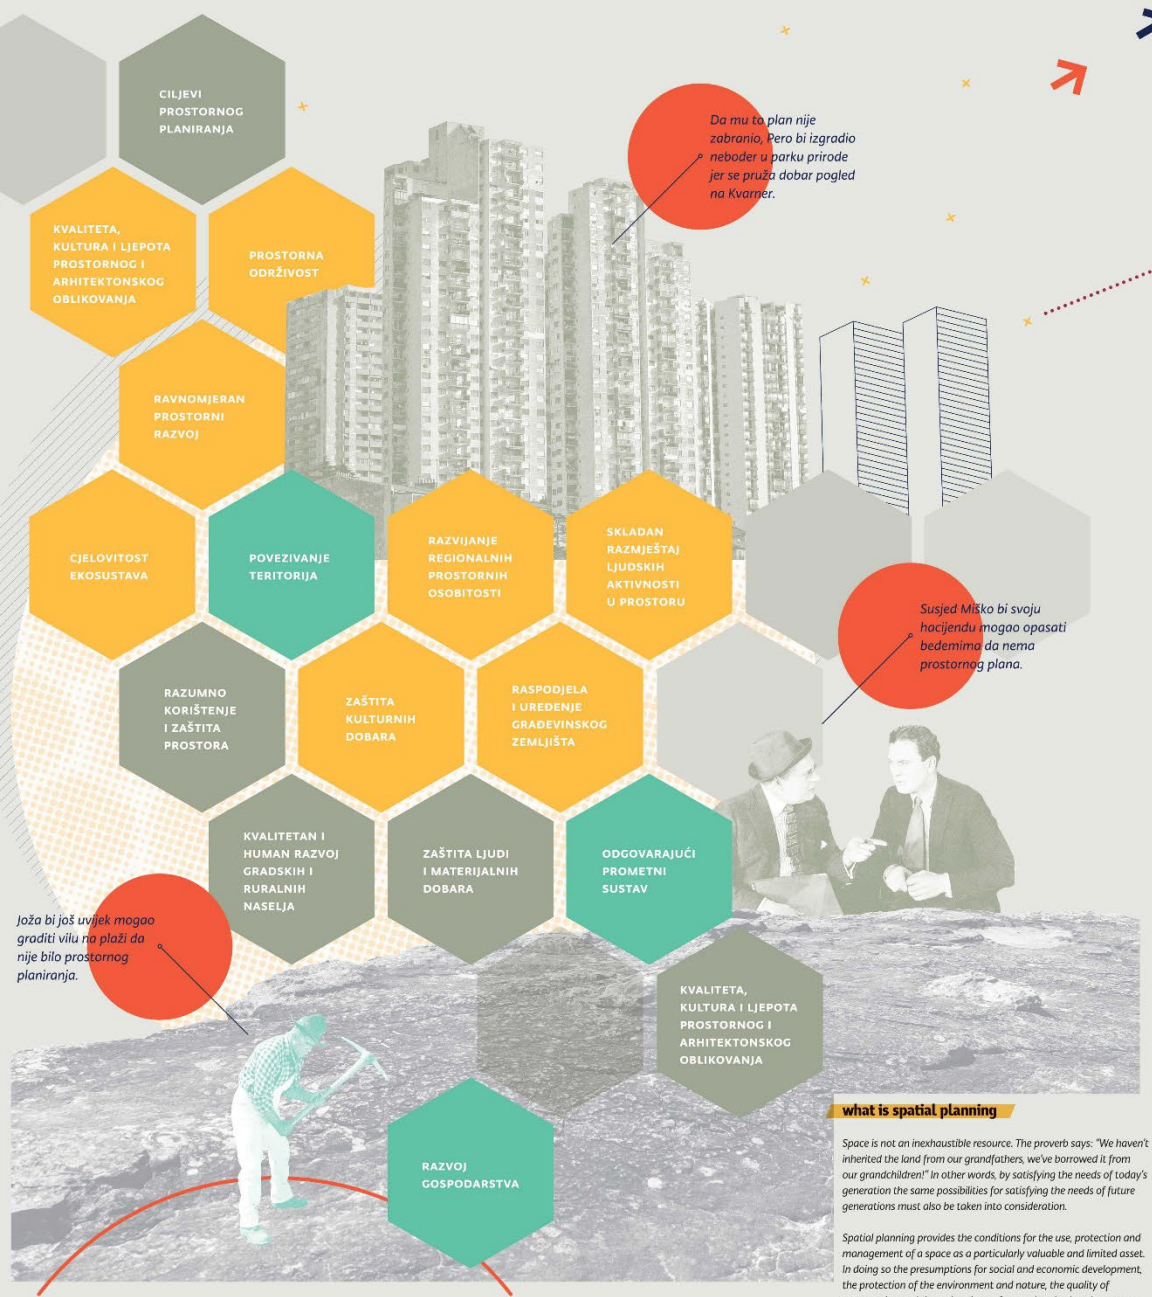 CILJEVI
PROSTORNOG
PLANIRANJA
Da mu to plan nije
zabranio, Pero bi izgradio
neboder u parku prirode
jer se pruža dobar pogled
na Kvarner.
KVALITETA,
KULTURA I LJEPOTA
PROSTORNOG I
ARHITEKTONSKOG
OBLIKOVANJA
PROSTORNA
ODRŽIVOST
RAVNOMJERAN
PROSTORNI
RAZVOJ
CJELOVITOST
EKOSUSTAVA
POVEZIVANJE
TERITORIJA
RAZVIJANJE
REGIONALNIH
PROSTORNIH
OSOBITOSTI
SKLADAN
RAZMJEŠTAJ
LJUDSKIH
AKTIVNOSTI
U PROSTORU
Susjed Miško bi svoju
hacijendu mogao opasati
bedemima da nema
prostornog plana.
RAZUMNO
KORIŠTENJE
I ZAŠTITA
PROSTORA
ZAŠTITA
KULTURNIH
DOBARA
RASPODJELA
I UREĐENJE
GRAĐEVINSKOG
ZEMLJIŠTA
KVALITETAN I
HUMAN RAZVOJ
GRADSKIH I
RURALNIH
NASELJA
ZAŠTITA LJUDI
I MATERIJALNIH
DOBARA
ODGOVARAJUĆI
PROMETNI
SUSTAV
Joža bi još uvijek mogao
graditi vilu na plaži da
nije bilo prostornog
planiranja.
KVALITETA,
KULTURA I LJEPOTA
PROSTORNOG I
ARHITEKTONSKOG
OBLIKOVANJA
RAZVOJ
GOSPODARSTVA
what is spatial planning
Space is not an inexhaustible resource. The proverb says: "We haven't
inherited the land from our grandfathers, we've borrowed it from
our grandchildren!" In other words, by satisfying the needs of today's
generation the same possibilities for satisfying the needs of future
generations must also be taken into consideration.
Spatial planning provides the conditions for the use, protection and
management of a space as a particularly valuable and limited asset.
In doing so the presumptions for social and economic development,
the protection of the environment and nature, the quality of